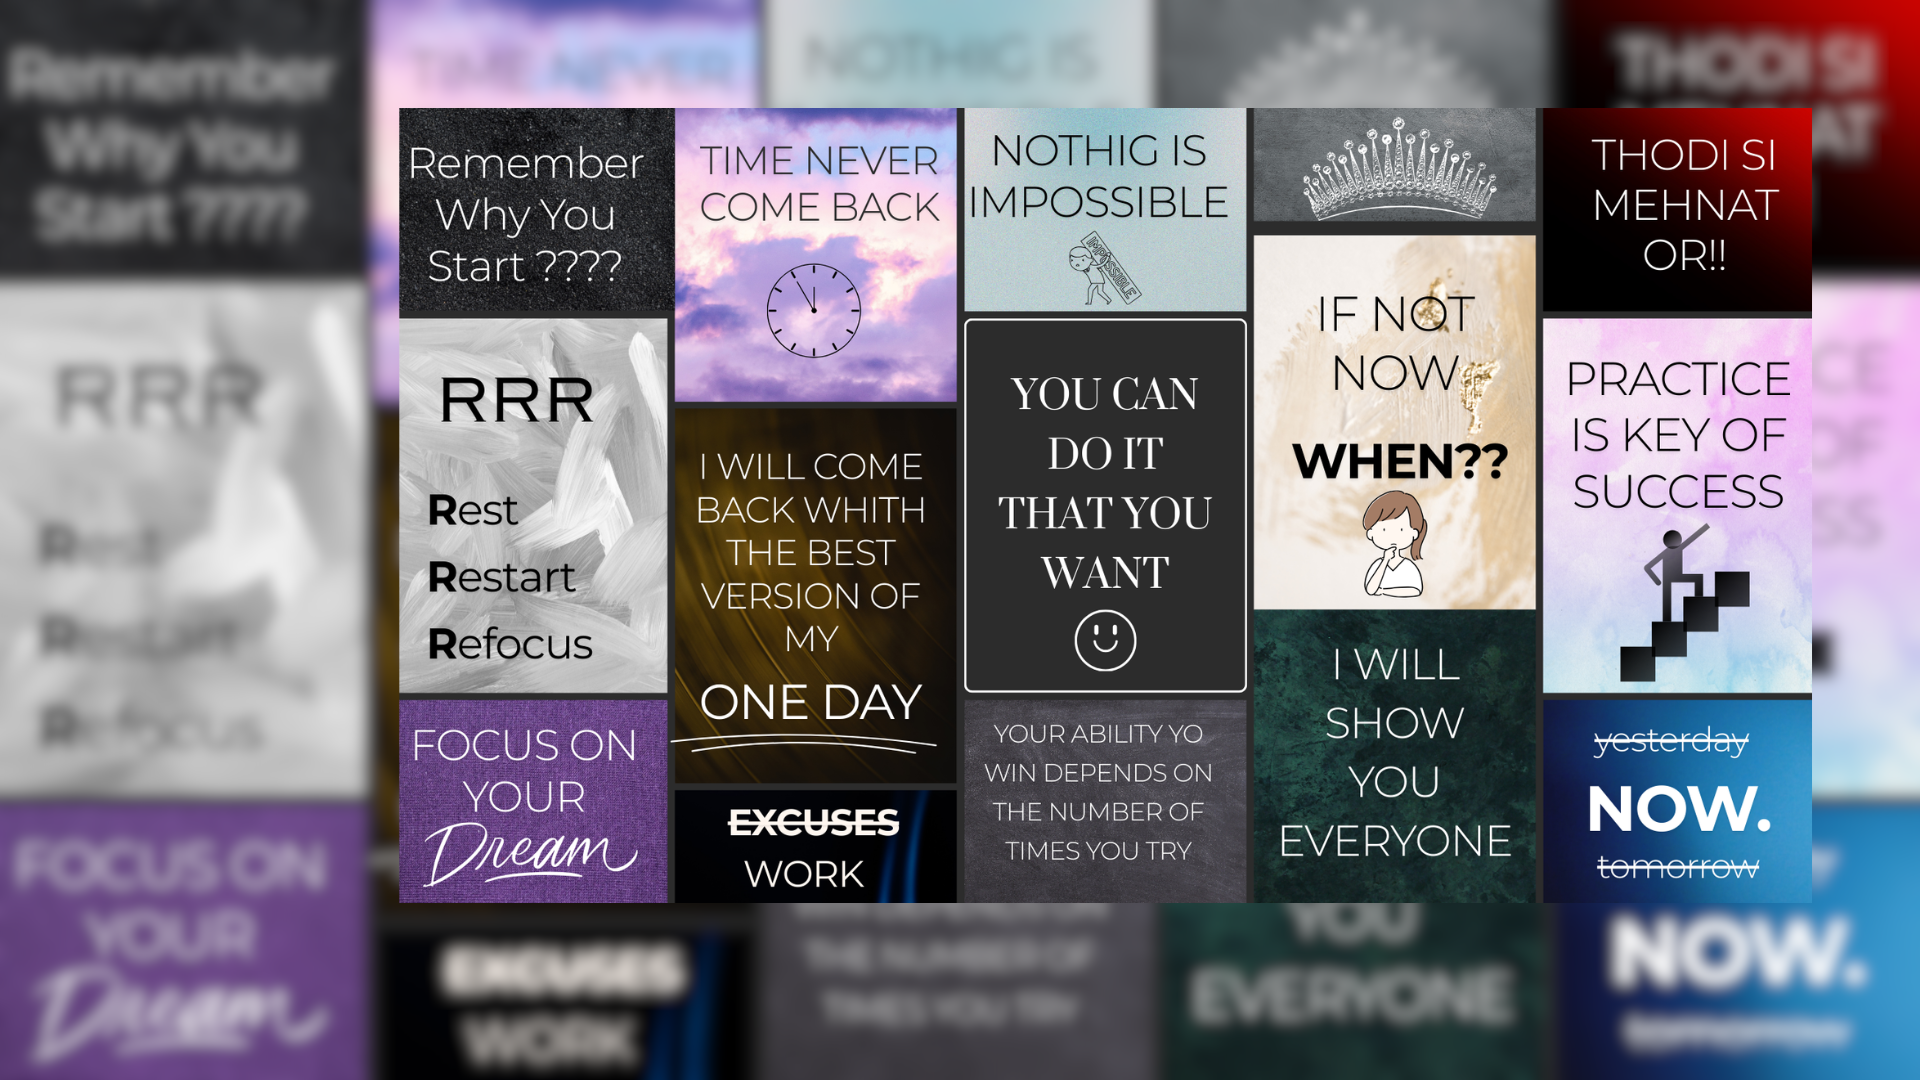 Remember
Why You
Start ????
RRR
Rest
Restart
Refocus
FOCUS ON
YOUR
Dream
TIME NEVER
COME BACK
I WILL COME
BACK WHITH
THE BEST
VERSION OF
MY
ONE DAY
EXCUSES
WORK
NOTHIG IS
IMPOSSIBLE
IMPOSSIBLE
YOU CAN
DO IT
THAT YOU
WANT
YOUR ABILITY YO
WIN DEPENDS ON
THE NUMBER OF
TIMES YOU TRY
IF NOT
NOW
WHEN??
I WILL
SHOW
YOU
EVERYONE
THODI SI
MEHNAT
OR!!
PRACTICE
IS KEY OF
SUCCESS
yesterday
NOW.
tomorrow